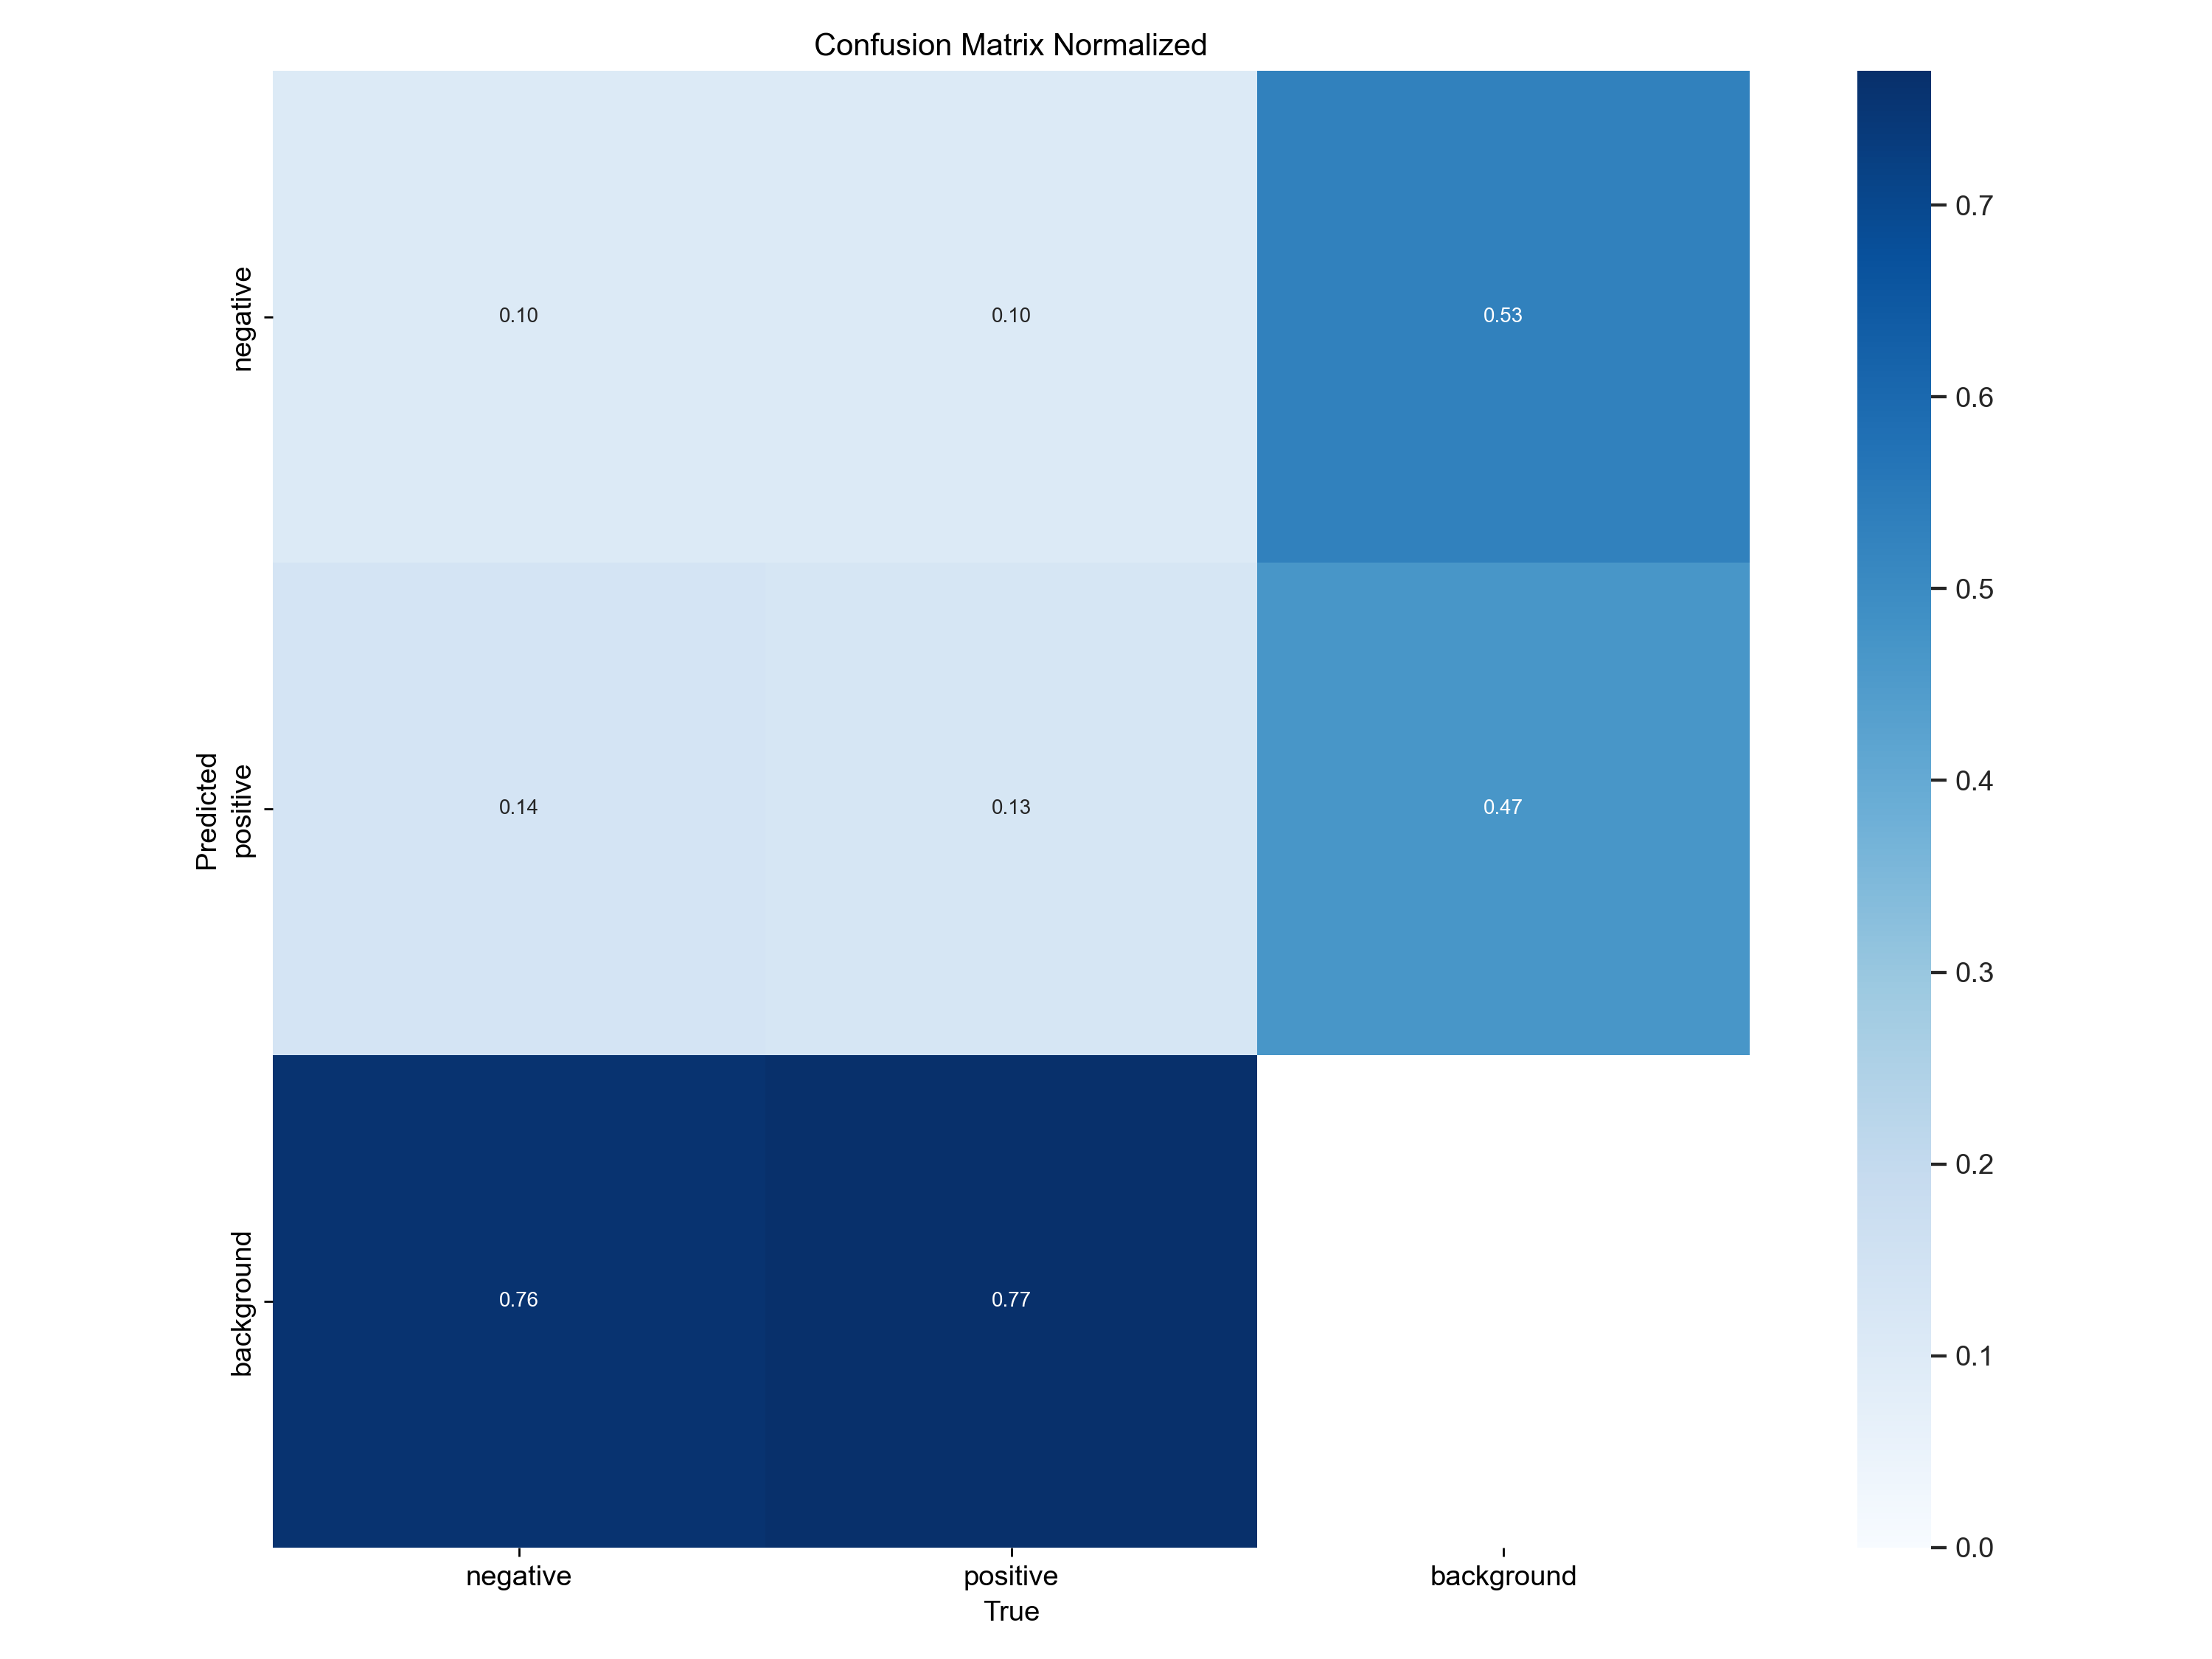 Confusion Matrix Normalized
negative
0.10
0.10
0.53
Predicted
positive
0.14
0.13
0.47
background
0.76
0.77
negative
positive
background
True
0.7
0.6
0.5
0.4
0.3
0.2
0.1
0.0